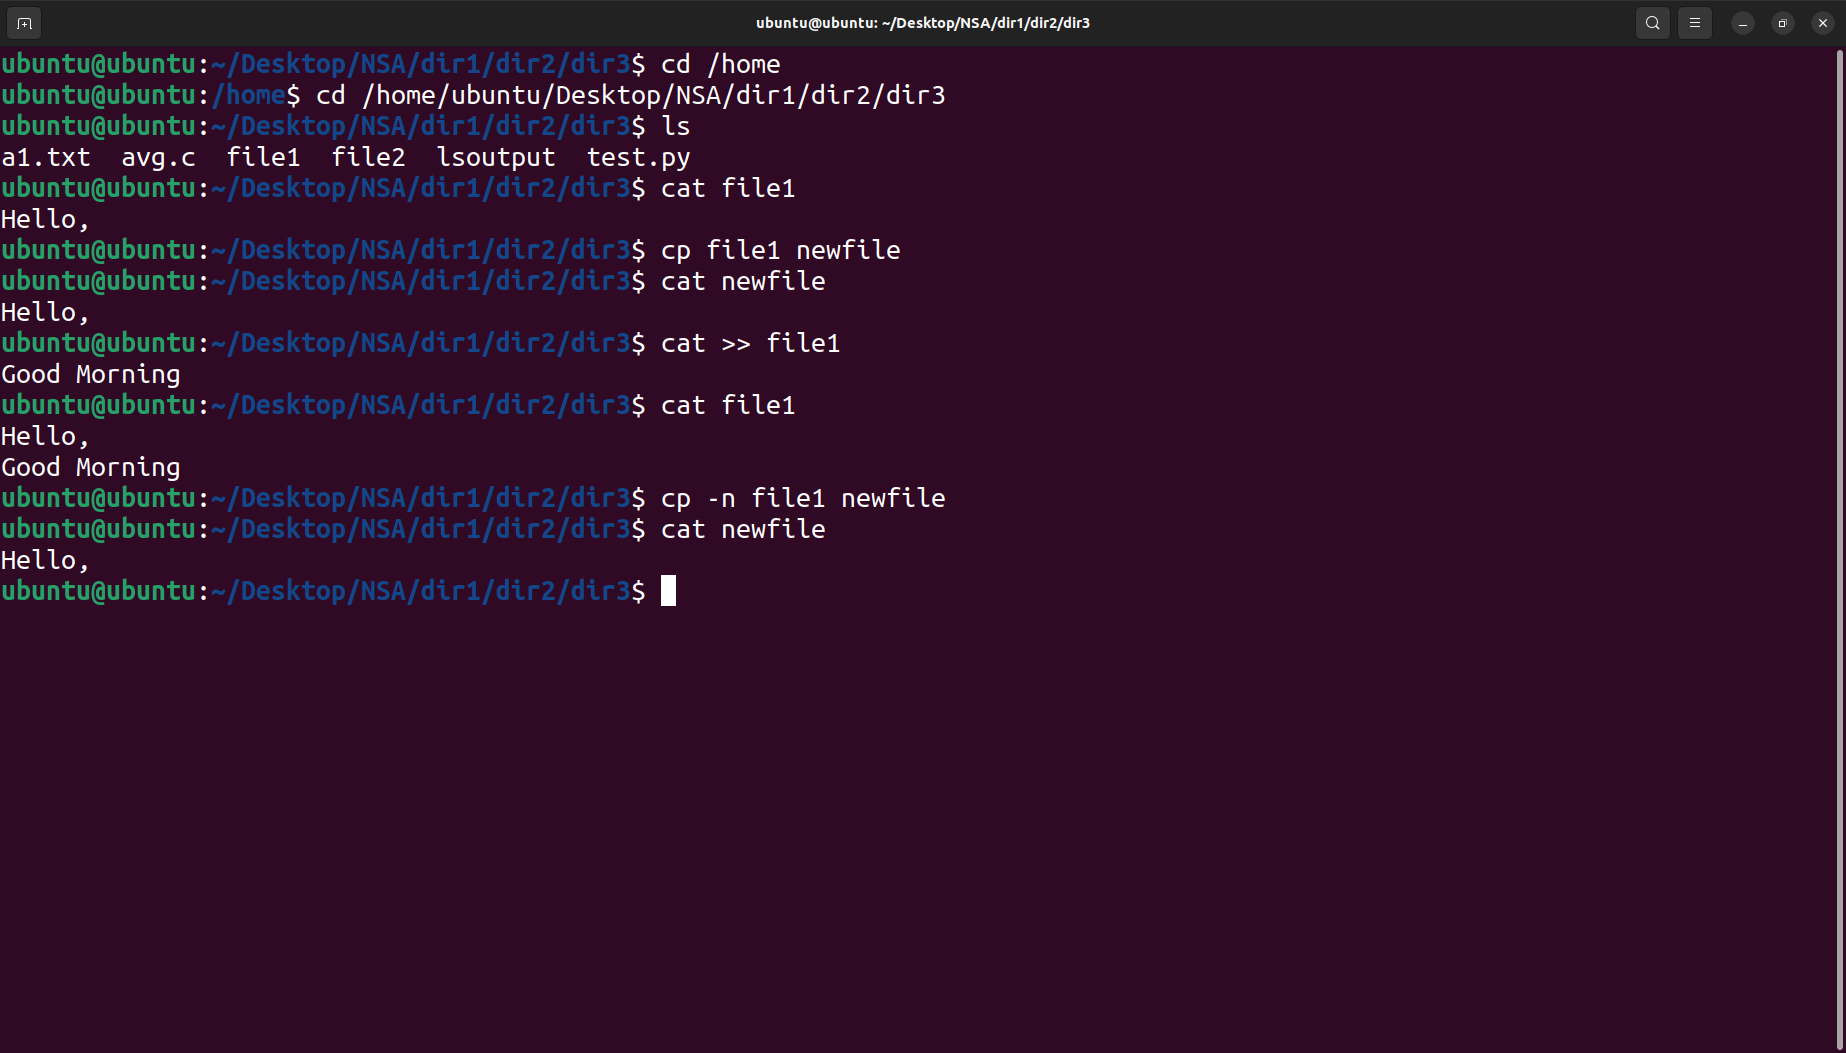 ubuntu@ubuntu: ~/Desktop/NSA/dir1/dir2/dir3
ubuntu@ubuntu:~/Desktop/NSA/dir1/dir2/dir3$ cd /home
ubuntu@ubuntu:/home$ cd /home/ubuntu/Desktop/NSA/dir1/dir2/dir3
ubuntu@ubuntu:~/Desktop/NSA/dir1/dir2/dir3$ ls
a1.txt  avg.c  file1  file2  lsoutput  test.py
ubuntu@ubuntu:~/Desktop/NSA/dir1/dir2/dir3$ cat file1
Hello,
ubuntu@ubuntu:~/Desktop/NSA/dir1/dir2/dir3$ cp file1 newfile
ubuntu@ubuntu:~/Desktop/NSA/dir1/dir2/dir3$ cat newfile
Hello,
ubuntu@ubuntu:~/Desktop/NSA/dir1/dir2/dir3$ cat >> file1
Good Morning
ubuntu@ubuntu:~/Desktop/NSA/dir1/dir2/dir3$ cat file1
Hello,
Good Morning
ubuntu@ubuntu:~/Desktop/NSA/dir1/dir2/dir3$ cp -n file1 newfile
ubuntu@ubuntu:~/Desktop/NSA/dir1/dir2/dir3$ cat newfile
Hello,
ubuntu@ubuntu:~/Desktop/NSA/dir1/dir2/dir3$